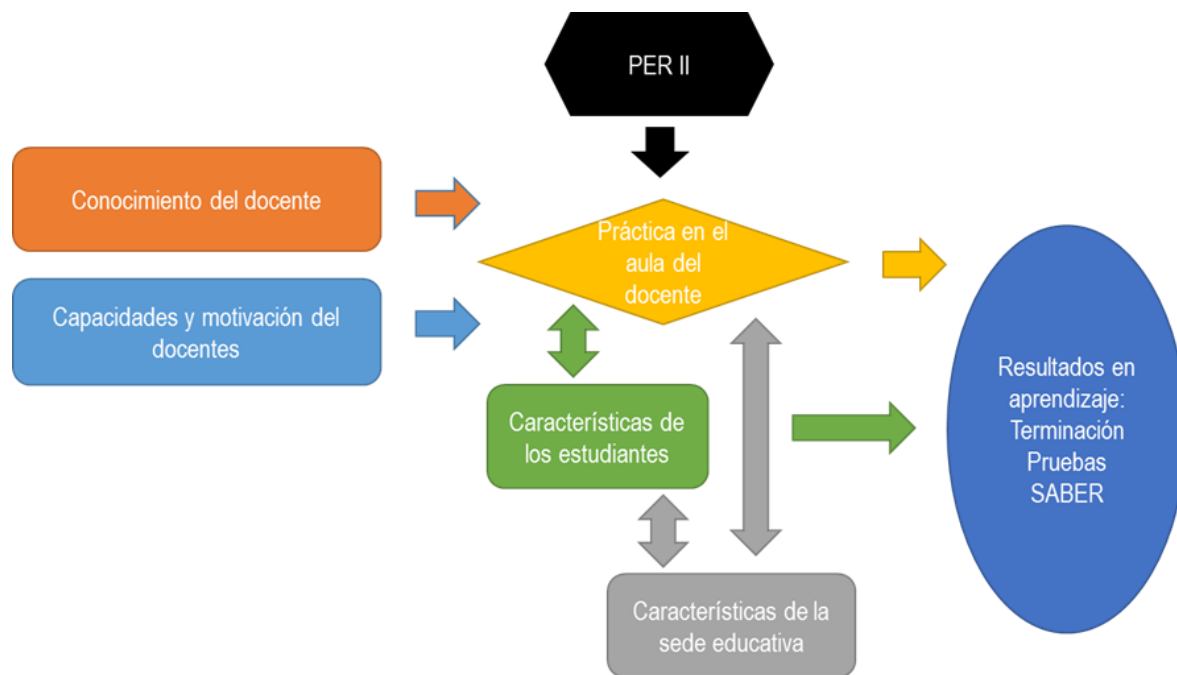 PER II
Conocimiento del docente
Práctica en el
aula del
docente
Capacidades y motivación del
docentes
Características de
los estudiantes
Resultados en
aprendizaje:
Terminación
Pruebas
SABER
Características de la
sede educativa